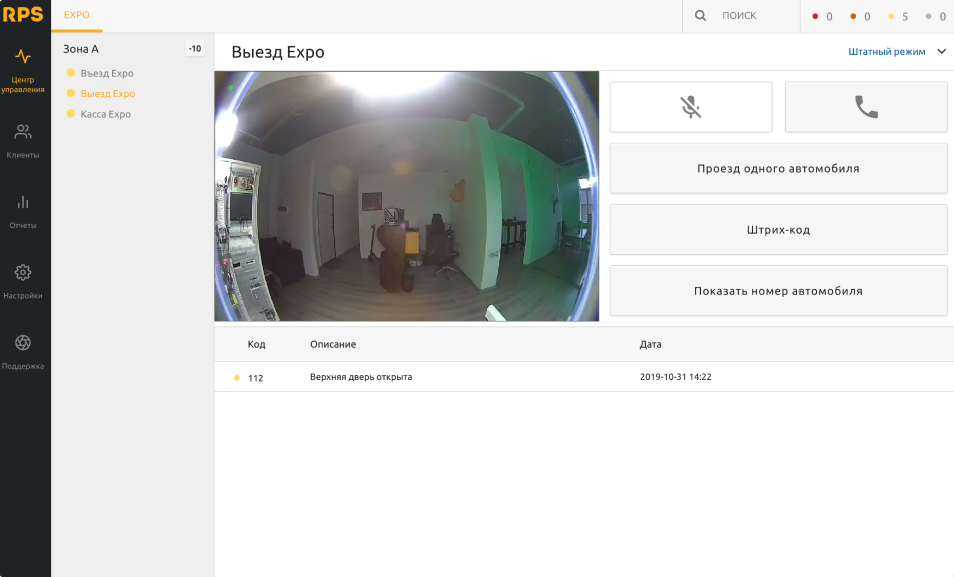 RPS
EXPO
ПОИСК
0
0
5
0
Центр
управления
Клиенты
Отчеты
Настройки
Поддержка
Зона А
-10
Въезд Expo
Выезд Expo
Касса Expo
Выезд Expo
Штатный режим
Проезд одного автомобиля
Штрих-код
Показать номер автомобиля
Код Описание Дата
112 Верхняя дверь открыта 2019-10-31 14:22